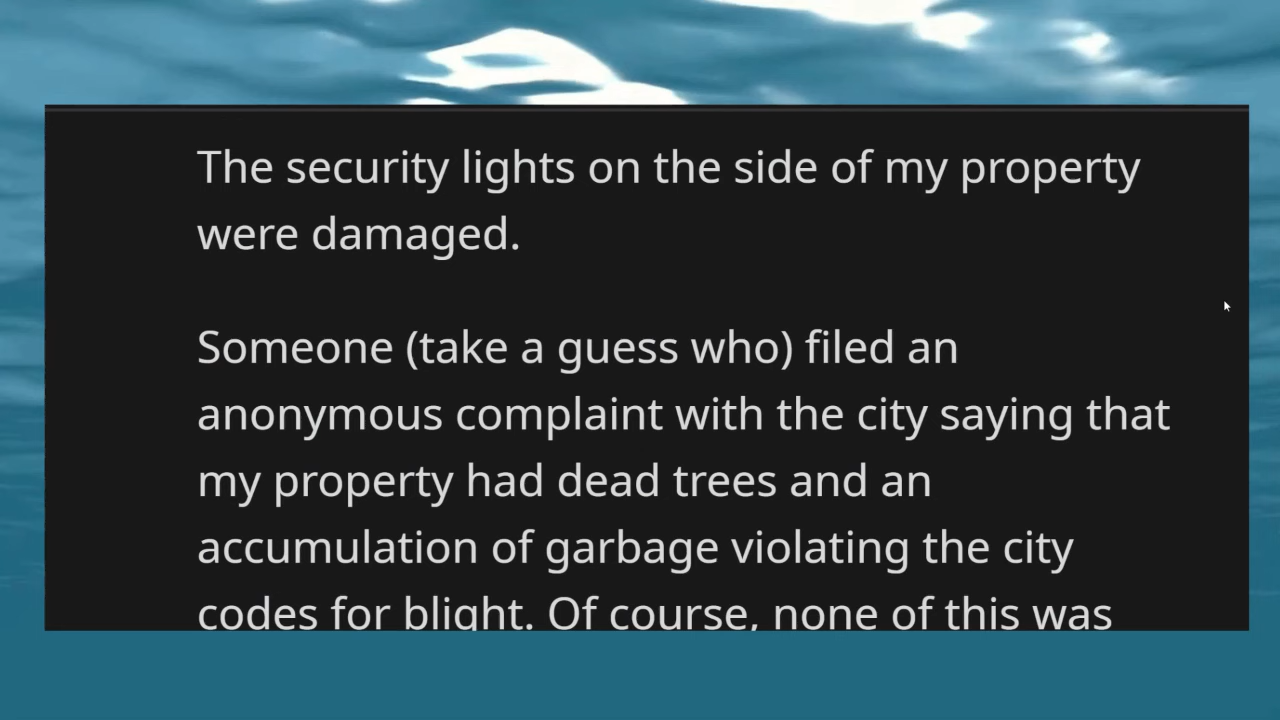 The security lights on the side of my property
were damaged.
Someone (take a guess who) filed an
anonymous complaint with the city saying that
my property had dead trees and an
accumulation of garbage violating the city
codes for blight. Of course, none of this was